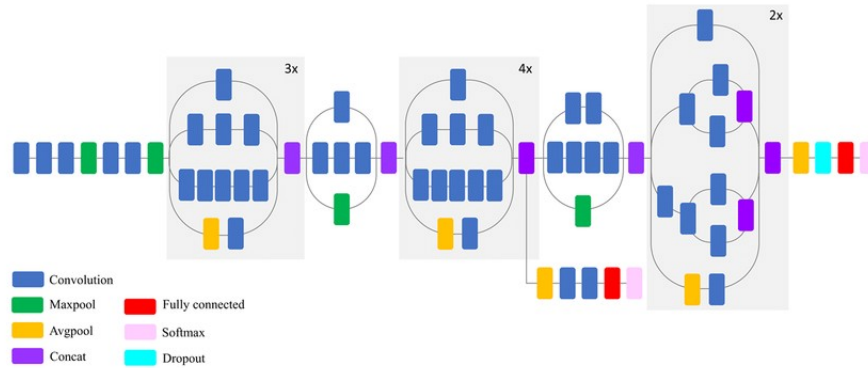 3x
4x
2x
Convolution
Maxpool
Fully connected
Avgpool
Softmax
Concat
Dropout